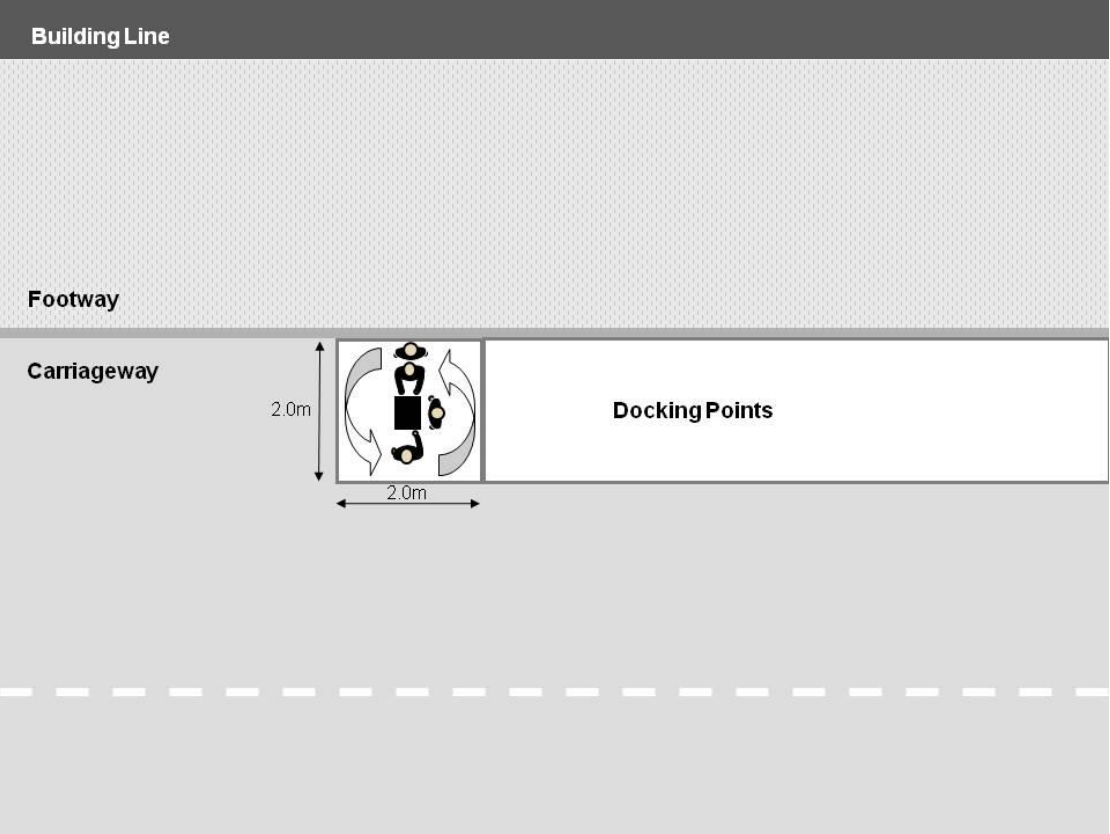 Building Line
Footway
Carriageway
2.0m
Docking Points
2.0m